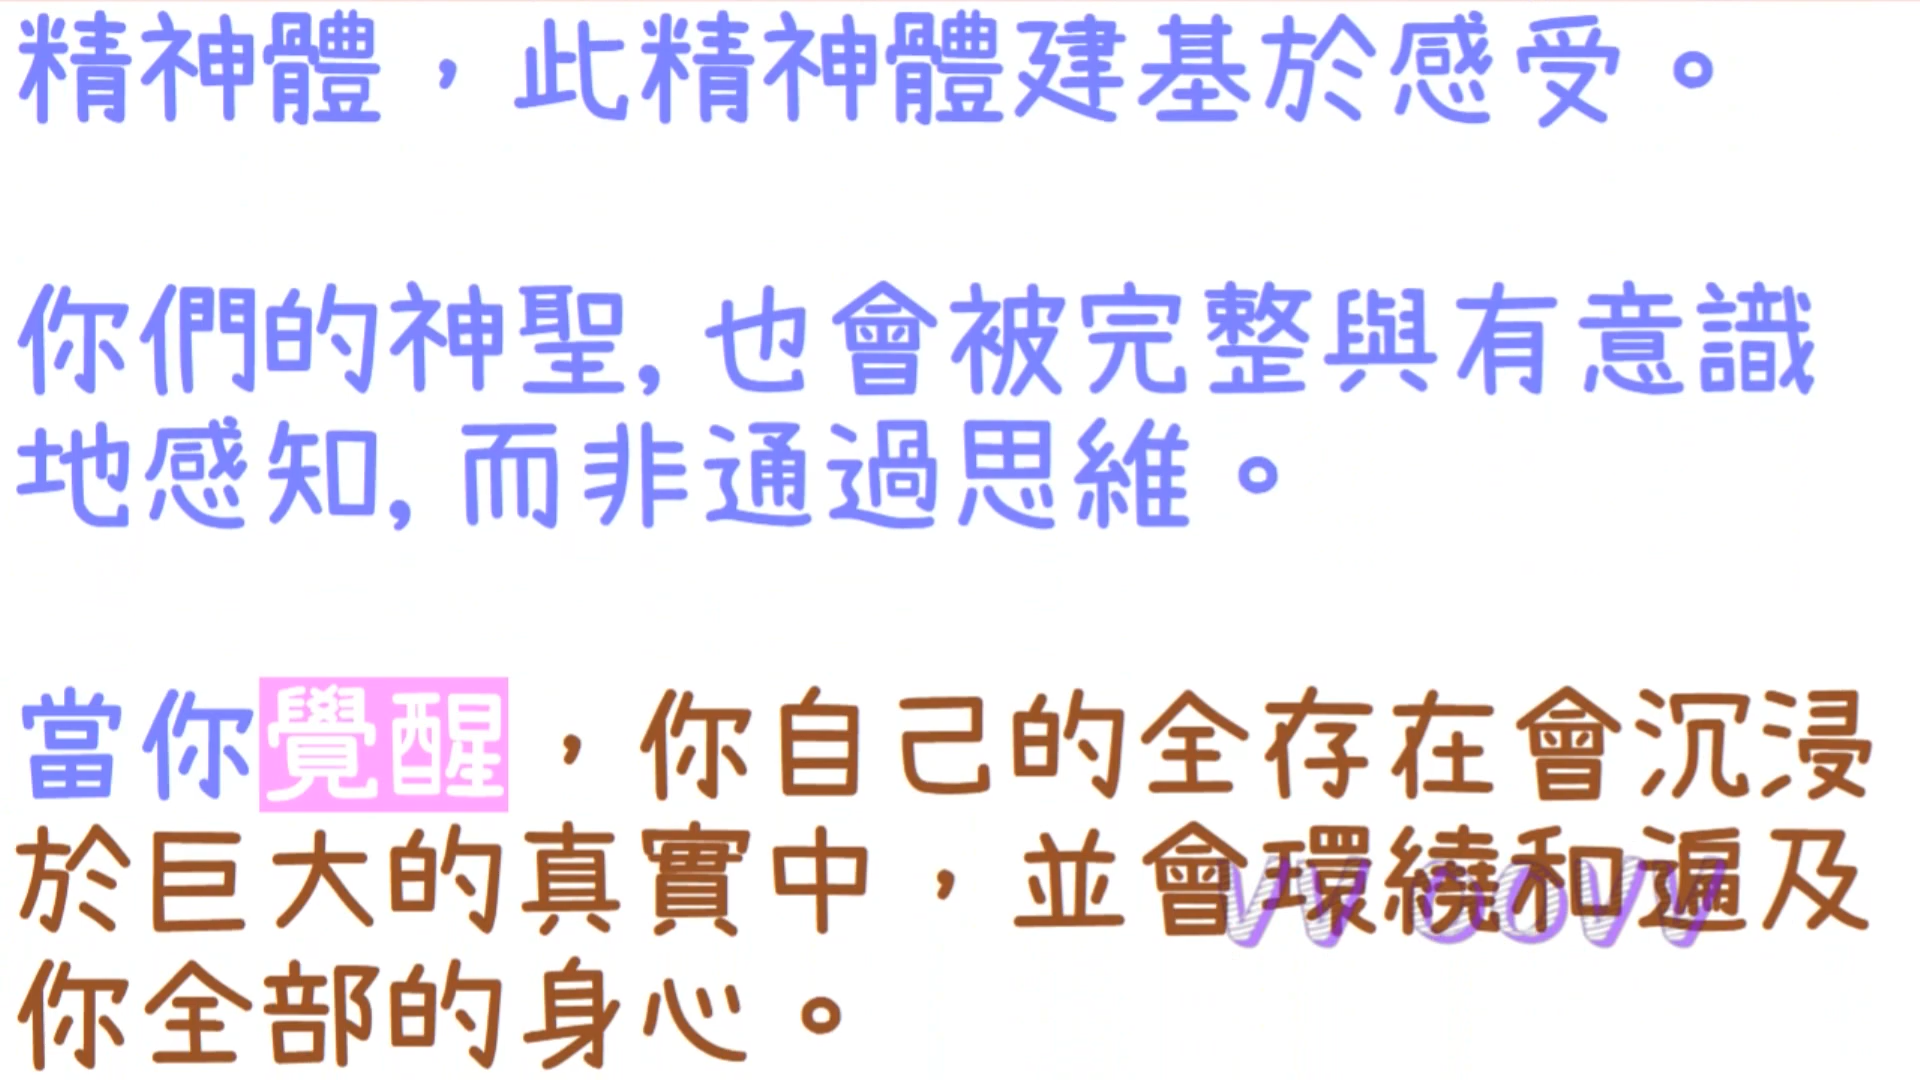 精神體，此精神體建基於感受。
你們的神聖, 也會被完整與有意識
地感知, 而非通過思維。
當你覺醒，你自己的全存在會沉浸
於巨大的真實中，並會環繞和遍及
你全部的身心。
VV OOVV